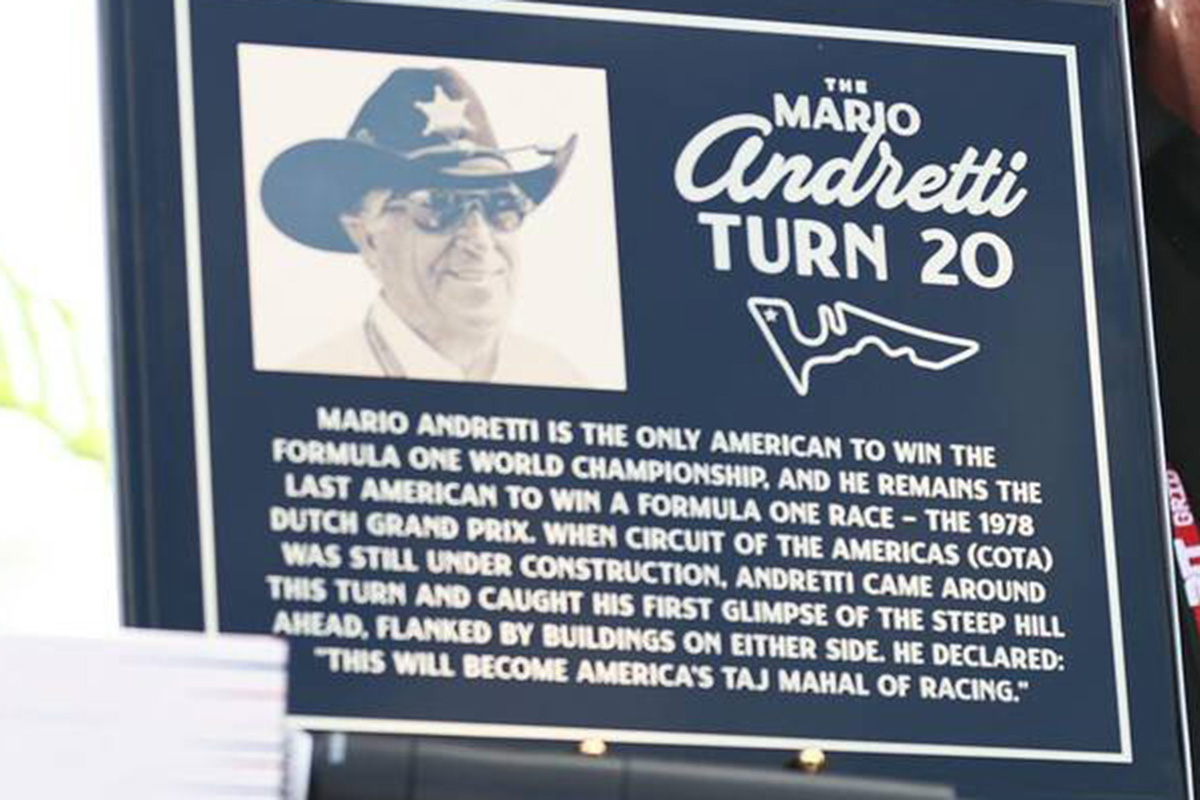 THE
MARIO
Andretti
TURN 20
MARIO ANDRETTI IS THE ONLY AMERICAN TO WIN THE
FORMULA ONE WORLD CHAMPIONSHIP, AND HE REMAINS THE
LAST AMERICAN TO WIN A FORMULA ONE RACE – THE 1978
DUTCH GRAND PRIX. WHEN CIRCUIT OF THE AMERICAS (COTA)
WAS STILL UNDER CONSTRUCTION, ANDRETTI CAME AROUND
THIS TURN AND CAUGHT HIS FIRST GLIMPSE OF THE STEEP HILL
AHEAD, FLANKED BY BUILDINGS ON EITHER SIDE. HE DECLARED:
"THIS WILL BECOME AMERICA'S TAJ MAHAL OF RACING."